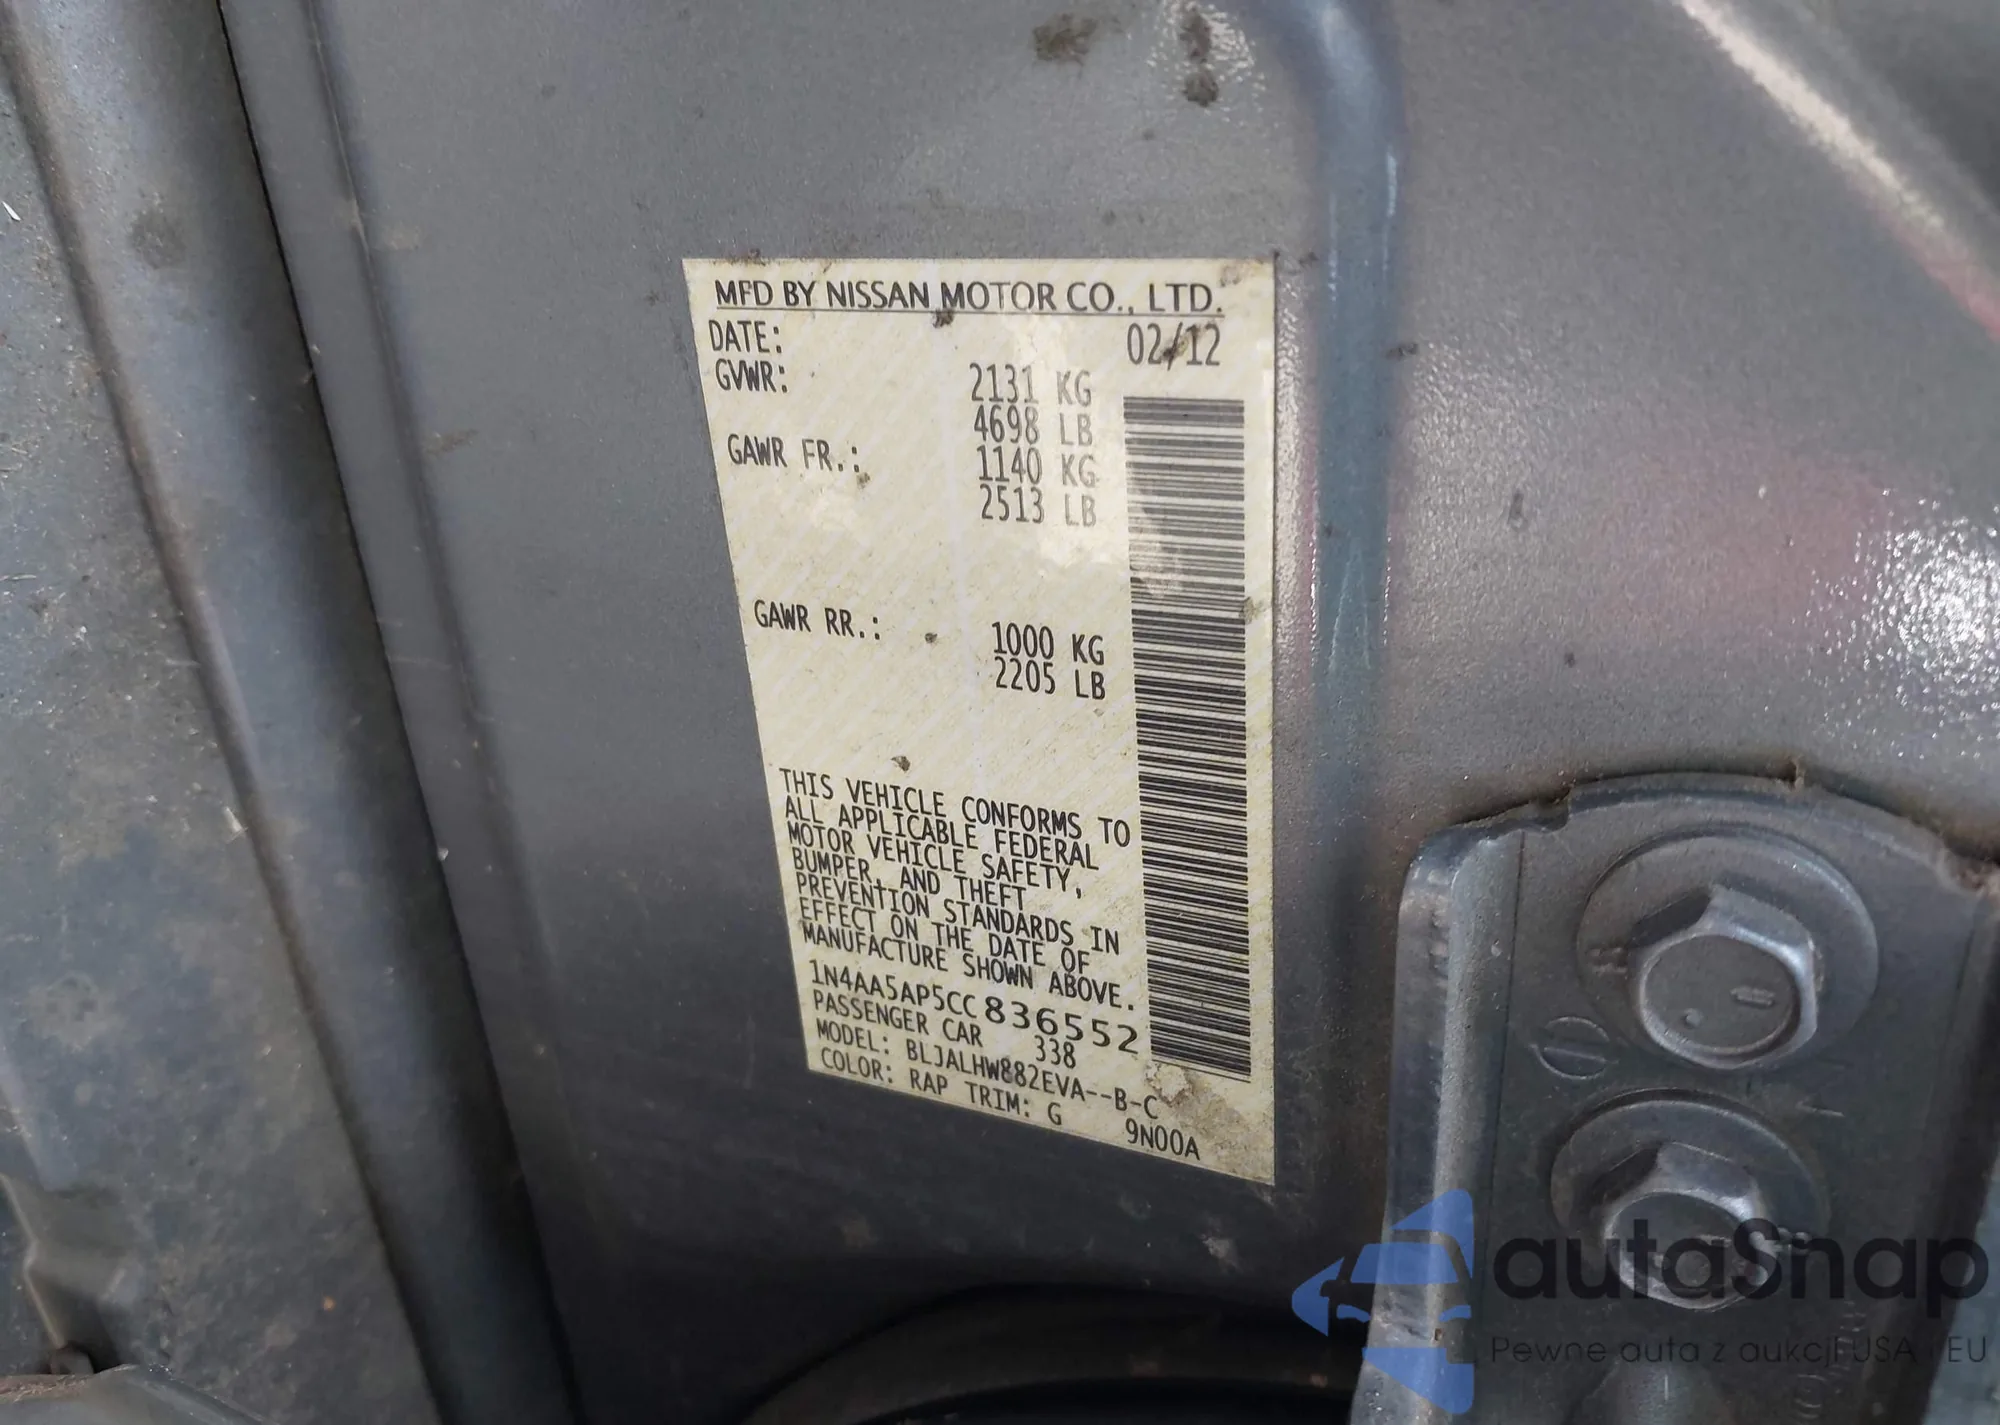 MFD BY NISSAN MOTOR CO., LTD.
DATE: 02/12
GVWR: 2131 KG
4698 LB
GAWR FR.: 1140 KG
2513 LB
GAWR RR.: 1000 KG
2205 LB
THIS VEHICLE CONFORMS TO
ALL APPLICABLE FEDERAL
MOTOR VEHICLE SAFETY,
BUMPER, AND THEFT
PREVENTION STANDARDS IN
EFFECT ON THE DATE OF
MANUFACTURE SHOWN ABOVE.
1N4AA5AP5CC836552
PASSENGER CAR 338
MODEL: BLJALHW882EVA--B-C
COLOR: RAP TRIM: G 9N00A
autaSnap
Pewne auta z aukcji USA i EU